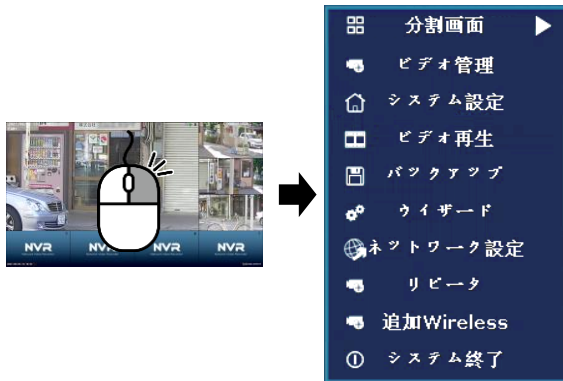 NVR
NVR
NVR
NVR
分割画面
ビデオ管理
システム設定
ビデオ再生
バックアップ
ウイザード
ネットワーク設定
リピータ
追加Wireless
システム終了